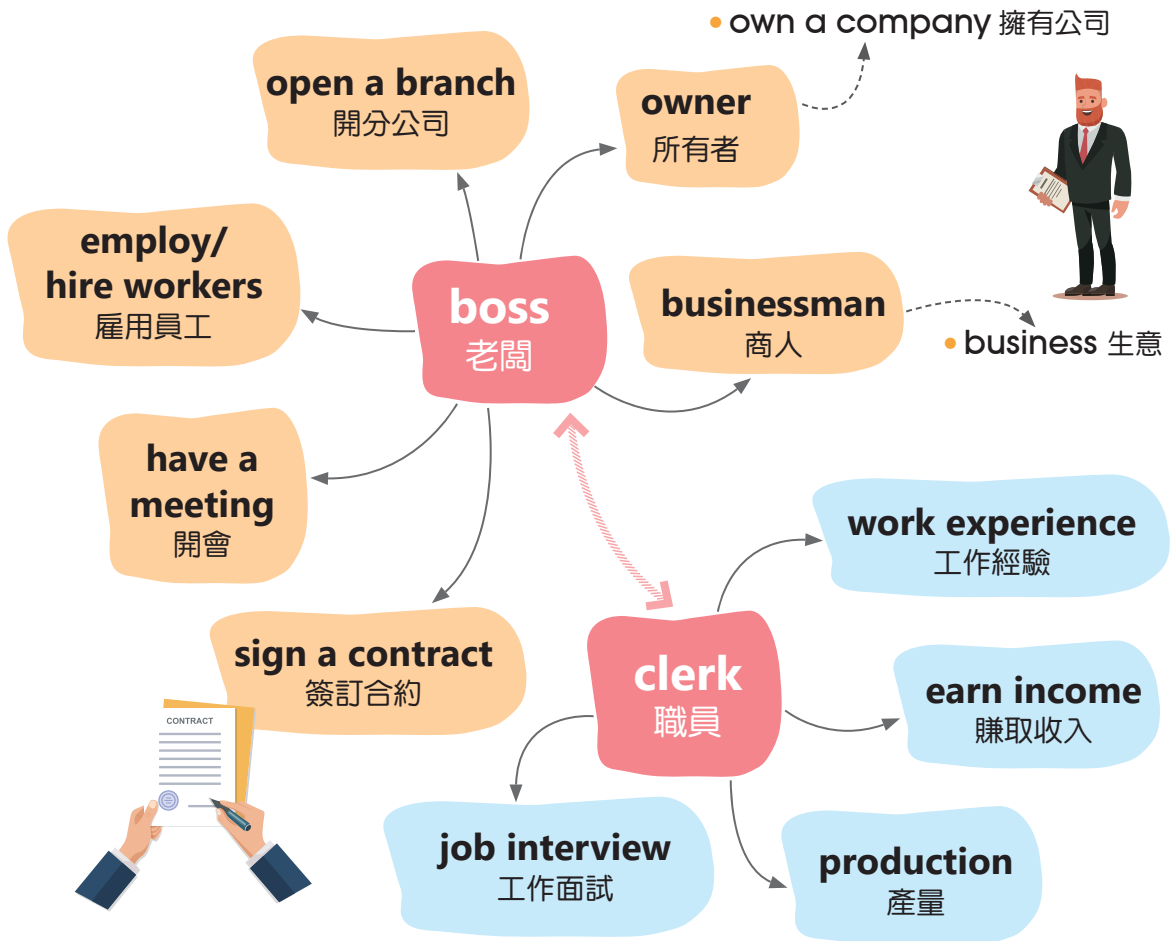 • own a company 擁有公司
open a branch
開分公司
owner
所有者
employ/
hire workers
雇用員工
boss
老闆
businessman
商人
• business 生意
have a
meeting
開會
work experience
工作經驗
sign a contract
簽訂合約
clerk
職員
earn income
賺取收入
CONTRACT
job interview
工作面試
production
產量